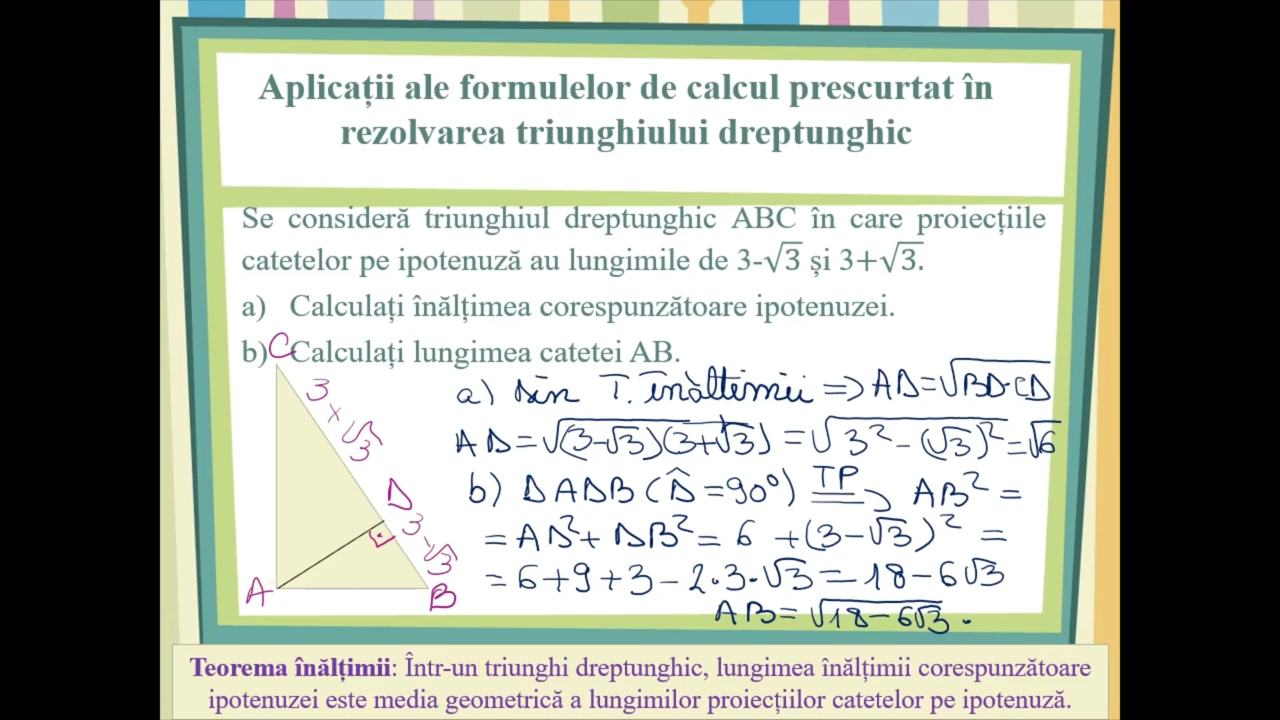 Aplicații ale formulelor de calcul prescurtat în
rezolvarea triunghiului dreptunghic
Se consideră triunghiul dreptunghic ABC în care proiecțiile
catetelor pe ipotenuză au lungimile de 3-√3 și 3+√3.
a) Calculați înălțimea corespunzătoare ipotenuzei.
b) Calculați lungimea catetei AB.
C
3+√3
D
3-√3
A
B
a) din T. înălțimii => AD=√BD·CD
AD=√(3-√3)(3+√3) = √3²-(√3)² = √6
b) ΔADB (D̂=90°) TP => AB² =
= AD²+DB² = 6 +(3-√3)² =
= 6+9+3-2·3·√3 = 18-6√3
AB = √18-6√3.
Teorema înălțimii: Într-un triunghi dreptunghic, lungimea înălțimii corespunzătoare
ipotenuzei este media geometrică a lungimilor proiecțiilor catetelor pe ipotenuză.